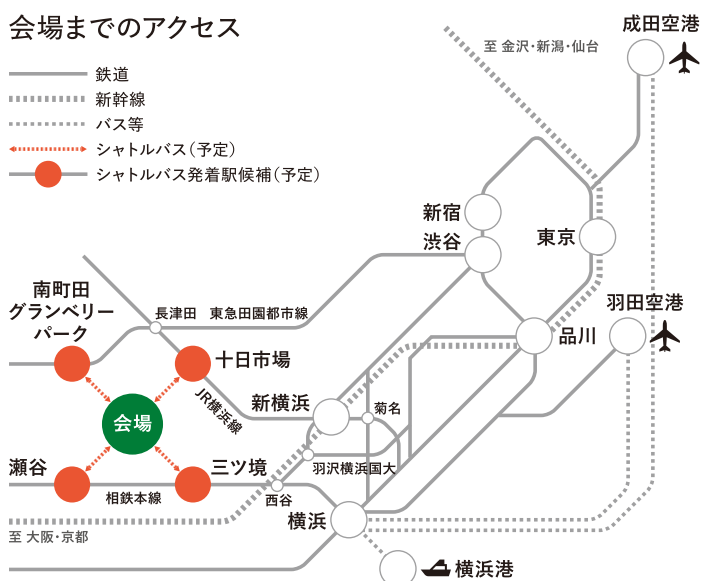 会場までのアクセス
鉄道
新幹線
バス等
シャトルバス(予定)
シャトルバス発着駅候補(予定)
至 金沢・新潟・仙台
成田空港
新宿
渋谷
東京
南町田
グランベリー
パーク
長津田 東急田園都市線
羽田空港
品川
十日市場
JR横浜線
新横浜
菊名
会場
瀬谷
三ツ境
羽沢横浜国大
相鉄本線
西谷
横浜
至 大阪・京都
横浜港